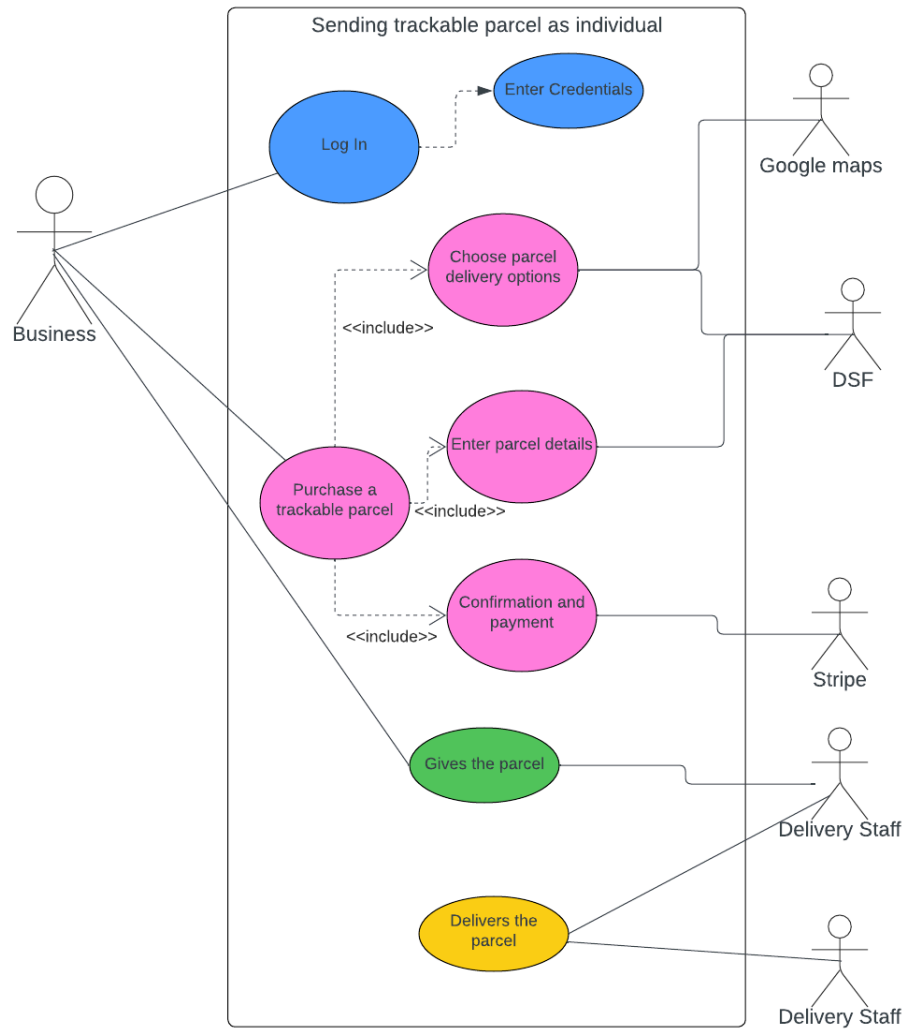 Sending trackable parcel as individual
Enter Credentials
Log In
Google maps
Business
Choose parcel
delivery options
<<include>>
DSF
Enter parcel details
Purchase a
trackable parcel
<<include>>
Confirmation and
payment
<<include>>
Stripe
Gives the parcel
Delivery Staff
Delivers the
parcel
Delivery Staff